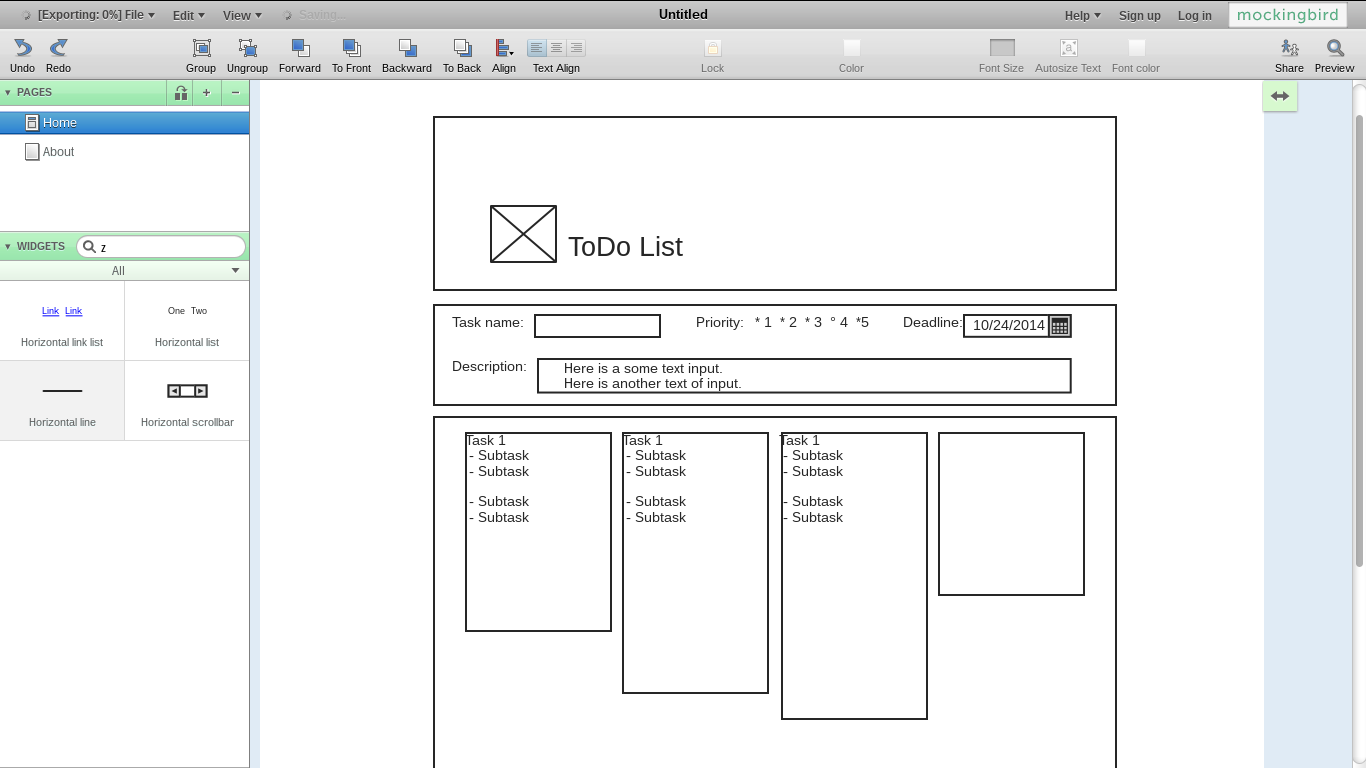 [Exporting: 0%] File Edit View Saving... Untitled Help Sign up Log in mockingbird
Undo Redo Group Ungroup Forward To Front Backward To Back Align Text Align Lock Color Font Size Autosize Text Font color Share Preview
PAGES + −
Home
About
WIDGETS z
All
Link Link One Two
Horizontal link list Horizontal list
Horizontal line Horizontal scrollbar
ToDo List
Task name: Priority: * 1 * 2 * 3 ° 4 *5 Deadline: 10/24/2014
Description: Here is a some text input.
Here is another text of input.
Task 1 Task 1 Task 1
- Subtask - Subtask - Subtask
- Subtask - Subtask - Subtask
- Subtask - Subtask - Subtask
- Subtask - Subtask - Subtask